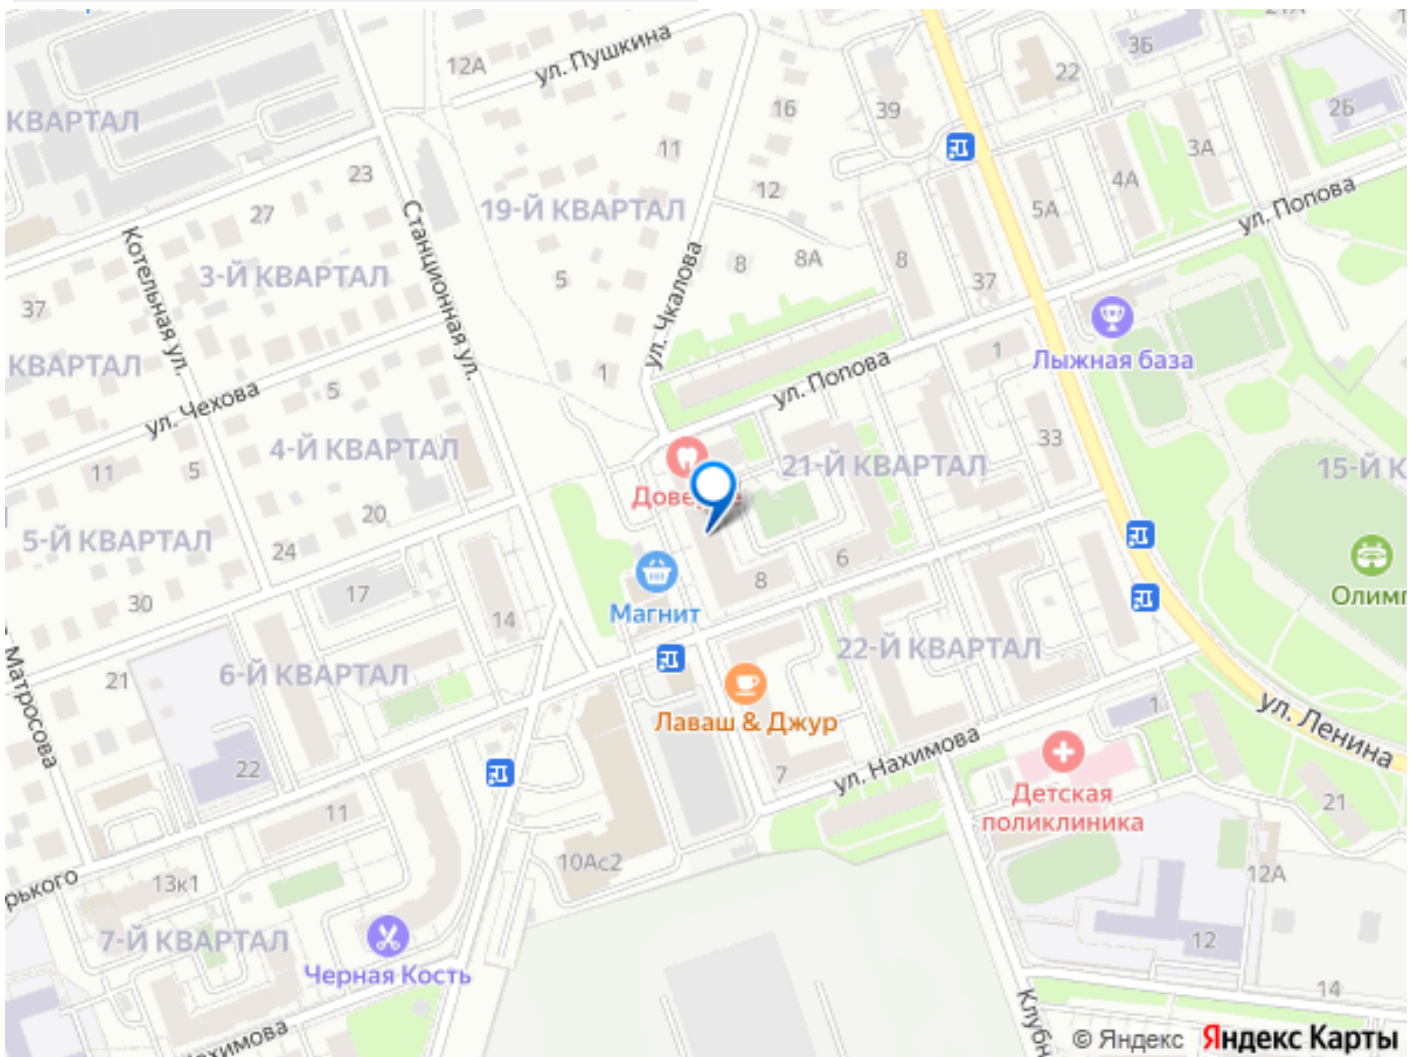 ул. Пушкина
12А
3Б
22
21А
16
39
2Б
КВАРТАЛ
11
3А
23
12
4А
19-Й КВАРТАЛ
5А
ул. Попова
27
Котельная ул.
Станционная ул.
3-Й КВАРТАЛ
8
8А
8
5
37
37
ул. Чкалова
КВАРТАЛ
1
1
Лыжная база
ул. Попова
5
ул. Чехова
33
4-Й КВАРТАЛ
21-Й КВАРТАЛ
15-Й К
11
5
20
5-Й КВАРТАЛ
24
6
8
17
30
14
Магнит
Олимп
22-Й КВАРТАЛ
Матросова
21
6-Й КВАРТАЛ
1
ул. Ленина
Лаваш & Джур
ул. Нахимова
22
7
Детская
поликлиника
21
11
10Ас2
12А
рького
13к1
7-Й КВАРТАЛ
12
Черная Кость
14
Клубн
ахимова
© Яндекс Яндекс Карты